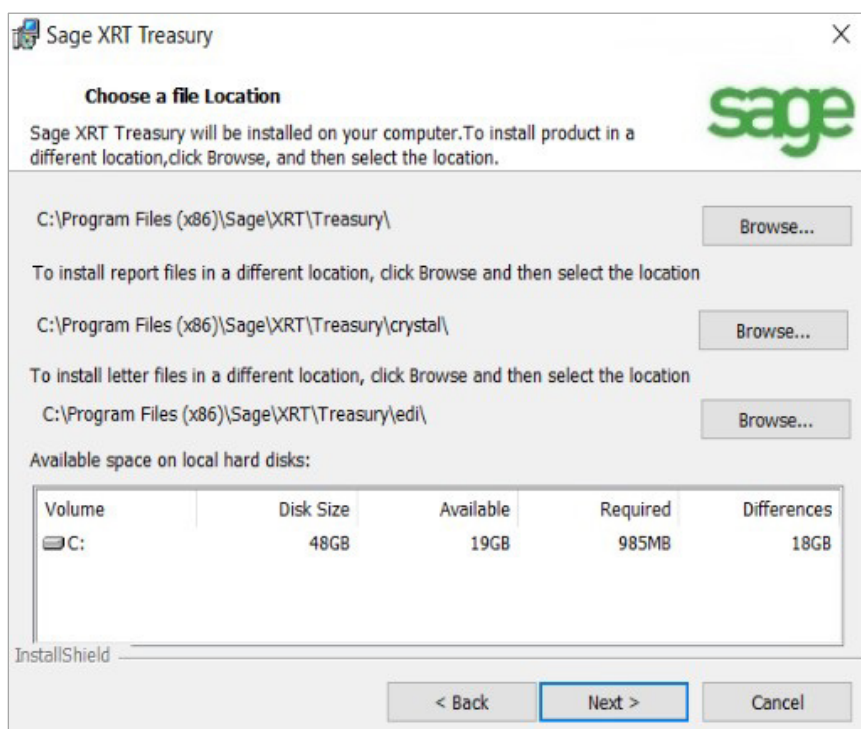 Sage XRT Treasury
Choose a file Location
sage
Sage XRT Treasury will be installed on your computer.To install product in a
different location,click Browse, and then select the location.
C:\Program Files (x86)\Sage\XRT\Treasury\
Browse...
To install report files in a different location, click Browse and then select the location
C:\Program Files (x86)\Sage\XRT\Treasury\crystal\
Browse...
To install letter files in a different location, click Browse and then select the location
C:\Program Files (x86)\Sage\XRT\Treasury\edi\
Browse...
Available space on local hard disks:
Volume Disk Size Available Required Differences
C: 48GB 19GB 985MB 18GB
InstallShield
< Back Next > Cancel